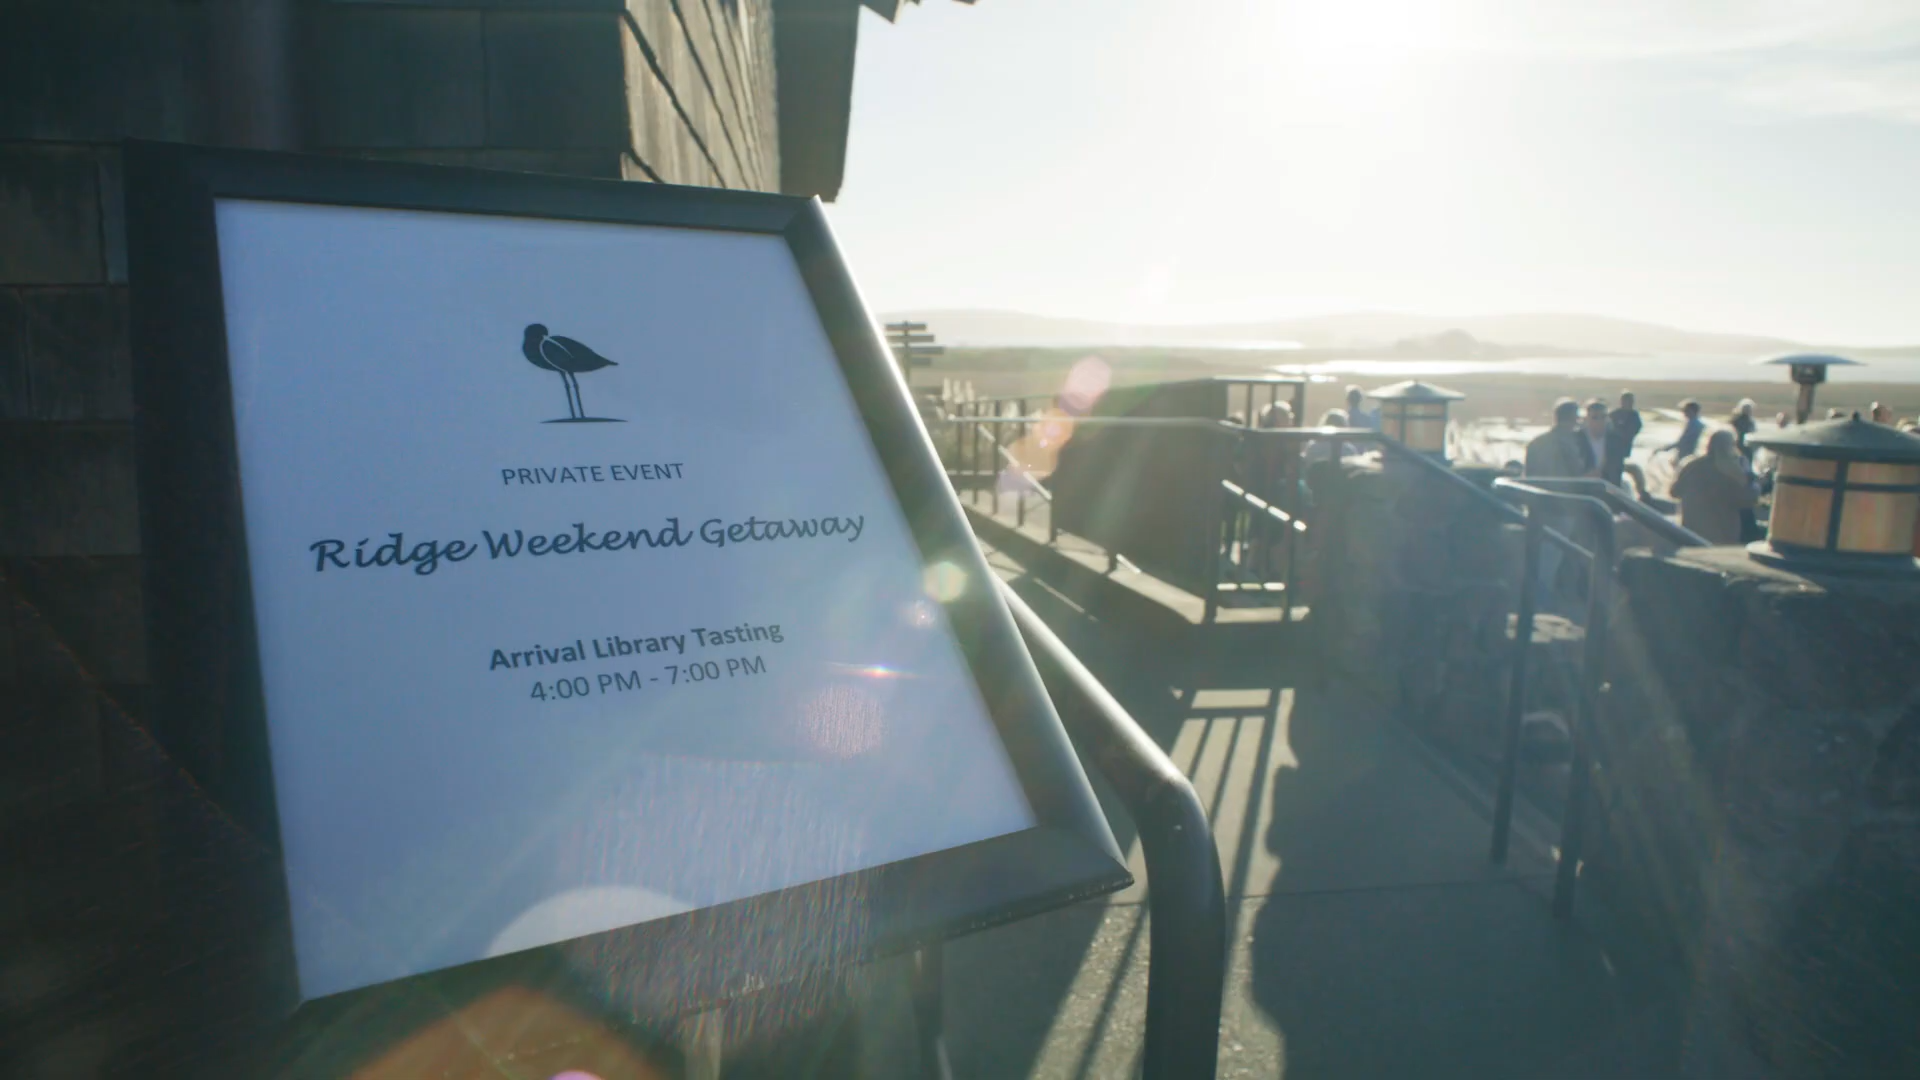 PRIVATE EVENT
Ridge Weekend Getaway
Arrival Library Tasting
4:00 PM - 7:00 PM